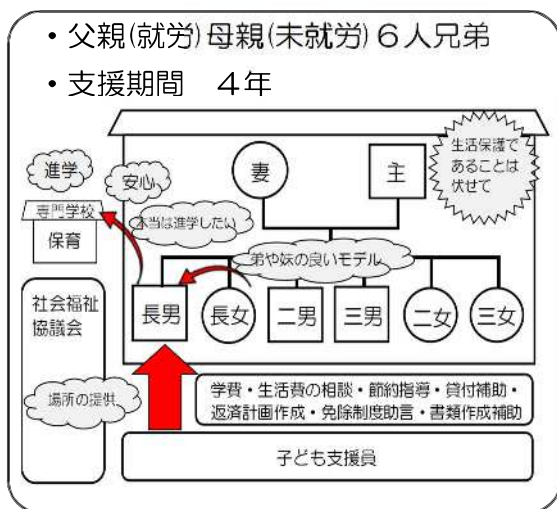 ・父親(就労)母親(未就労)６人兄弟
・支援期間　４年
生活保護で
あることは
伏せて
妻
主
進学
安心
専門学校
保育
本当は進学したい
弟や妹の良いモデル
長男
長女
二男
三男
二女
三女
社会福祉
協議会
場所の提供
学費・生活費の相談・節約指導・貸付補助・
返済計画作成・免除制度助言・書類作成補助
子ども支援員